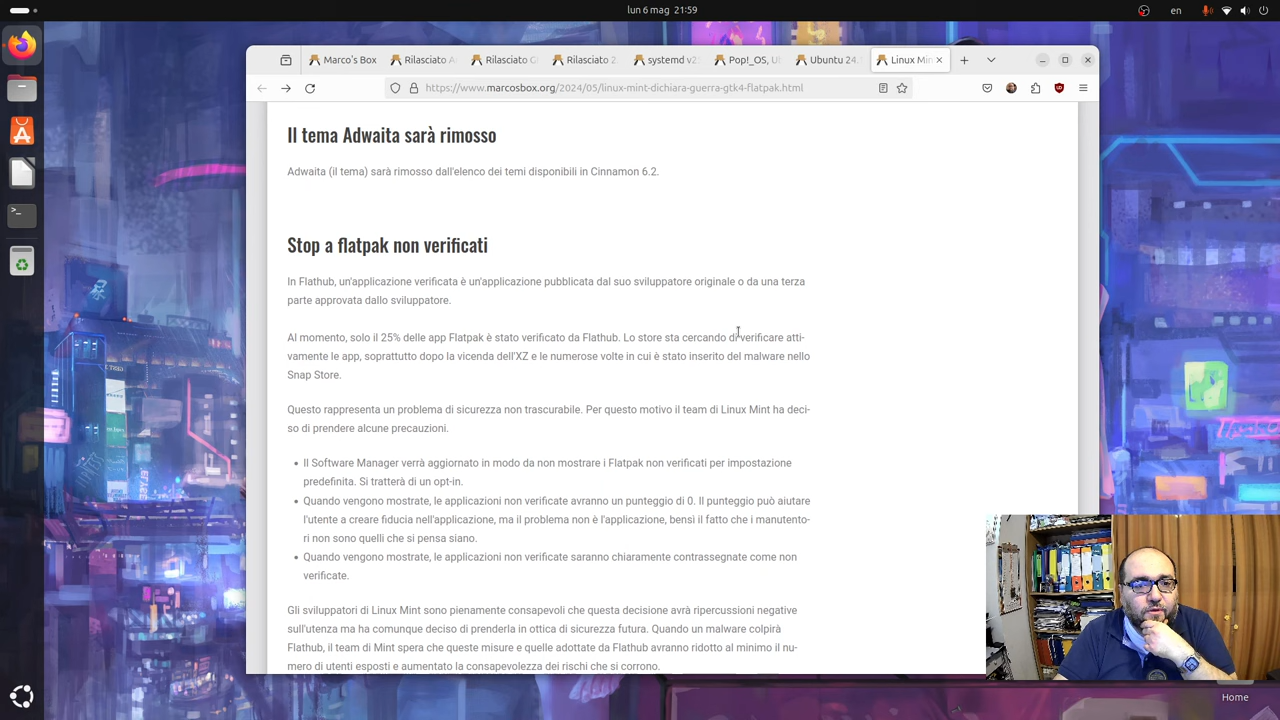 lun 6 mag 21:59
en
Marco's Box
Rilasciato
Rilasciato
Rilasciato 2
systemd v2
Pop!_OS, U
Ubuntu 24.
Linux Min
https://www.marcosbox.org/2024/05/linux-mint-dichiara-guerra-gtk4-flatpak.html
Il tema Adwaita sarà rimosso
Adwaita (il tema) sarà rimosso dall'elenco dei temi disponibili in Cinnamon 6.2.
Stop a flatpak non verificati
In Flathub, un'applicazione verificata è un'applicazione pubblicata dal suo sviluppatore originale o da una terza
parte approvata dallo sviluppatore.
Al momento, solo il 25% delle app Flatpak è stato verificato da Flathub. Lo store sta cercando di verificare atti-
vamente le app, soprattutto dopo la vicenda dell'XZ e le numerose volte in cui è stato inserito del malware nello
Snap Store.
Questo rappresenta un problema di sicurezza non trascurabile. Per questo motivo il team di Linux Mint ha deci-
so di prendere alcune precauzioni.
• Il Software Manager verrà aggiornato in modo da non mostrare i Flatpak non verificati per impostazione
predefinita. Si tratterà di un opt-in.
• Quando vengono mostrate, le applicazioni non verificate avranno un punteggio di 0. Il punteggio può aiutare
l'utente a creare fiducia nell'applicazione, ma il problema non è l'applicazione, bensì il fatto che i manutento-
ri non sono quelli che si pensa siano.
• Quando vengono mostrate, le applicazioni non verificate saranno chiaramente contrassegnate come non
verificate.
Gli sviluppatori di Linux Mint sono pienamente consapevoli che questa decisione avrà ripercussioni negative
sull'utenza ma ha comunque deciso di prenderla in ottica di sicurezza futura. Quando un malware colpirà
Flathub, il team di Mint spera che queste misure e quelle adottate da Flathub avranno ridotto al minimo il nu-
mero di utenti esposti e aumentato la consapevolezza dei rischi che si corrono.
Home